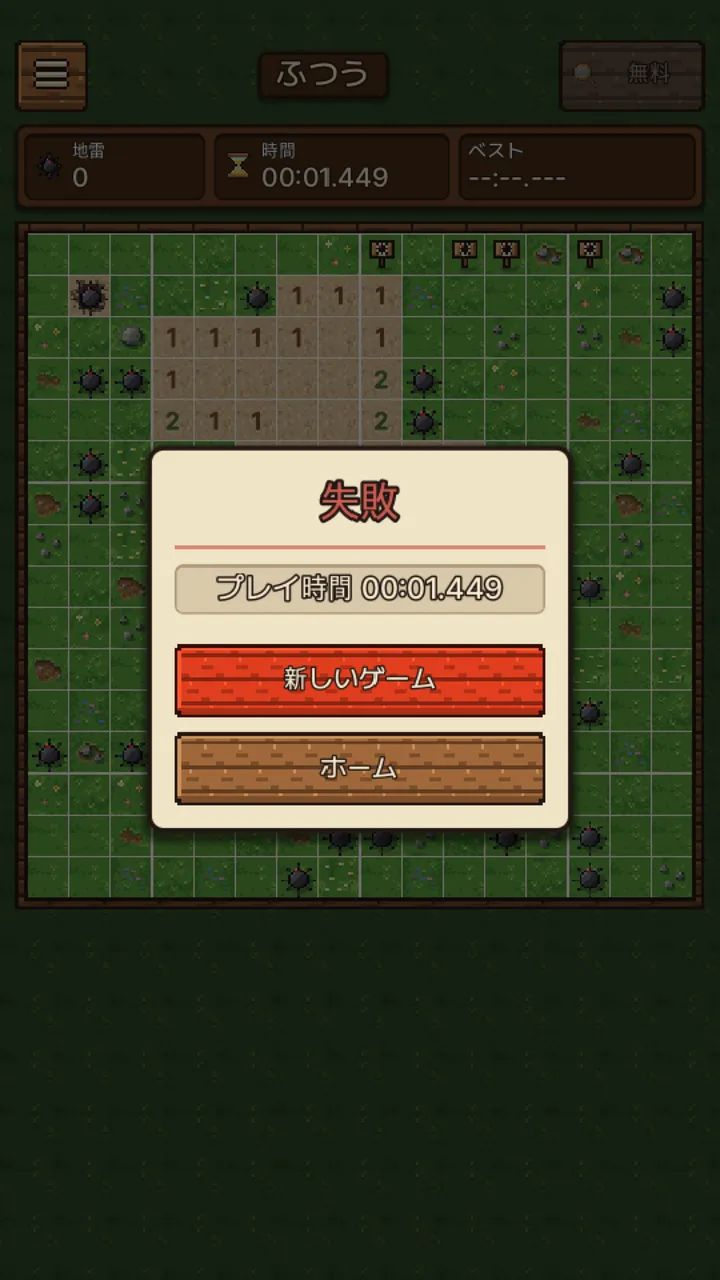 ふつう
無料
地雷
0
時間
00:01.449
ベスト
--:--.---
1 1 1
1 1 1 1 1
1 2
2 1 1 2
失敗
プレイ時間 00:01.449
新しいゲーム
ホーム